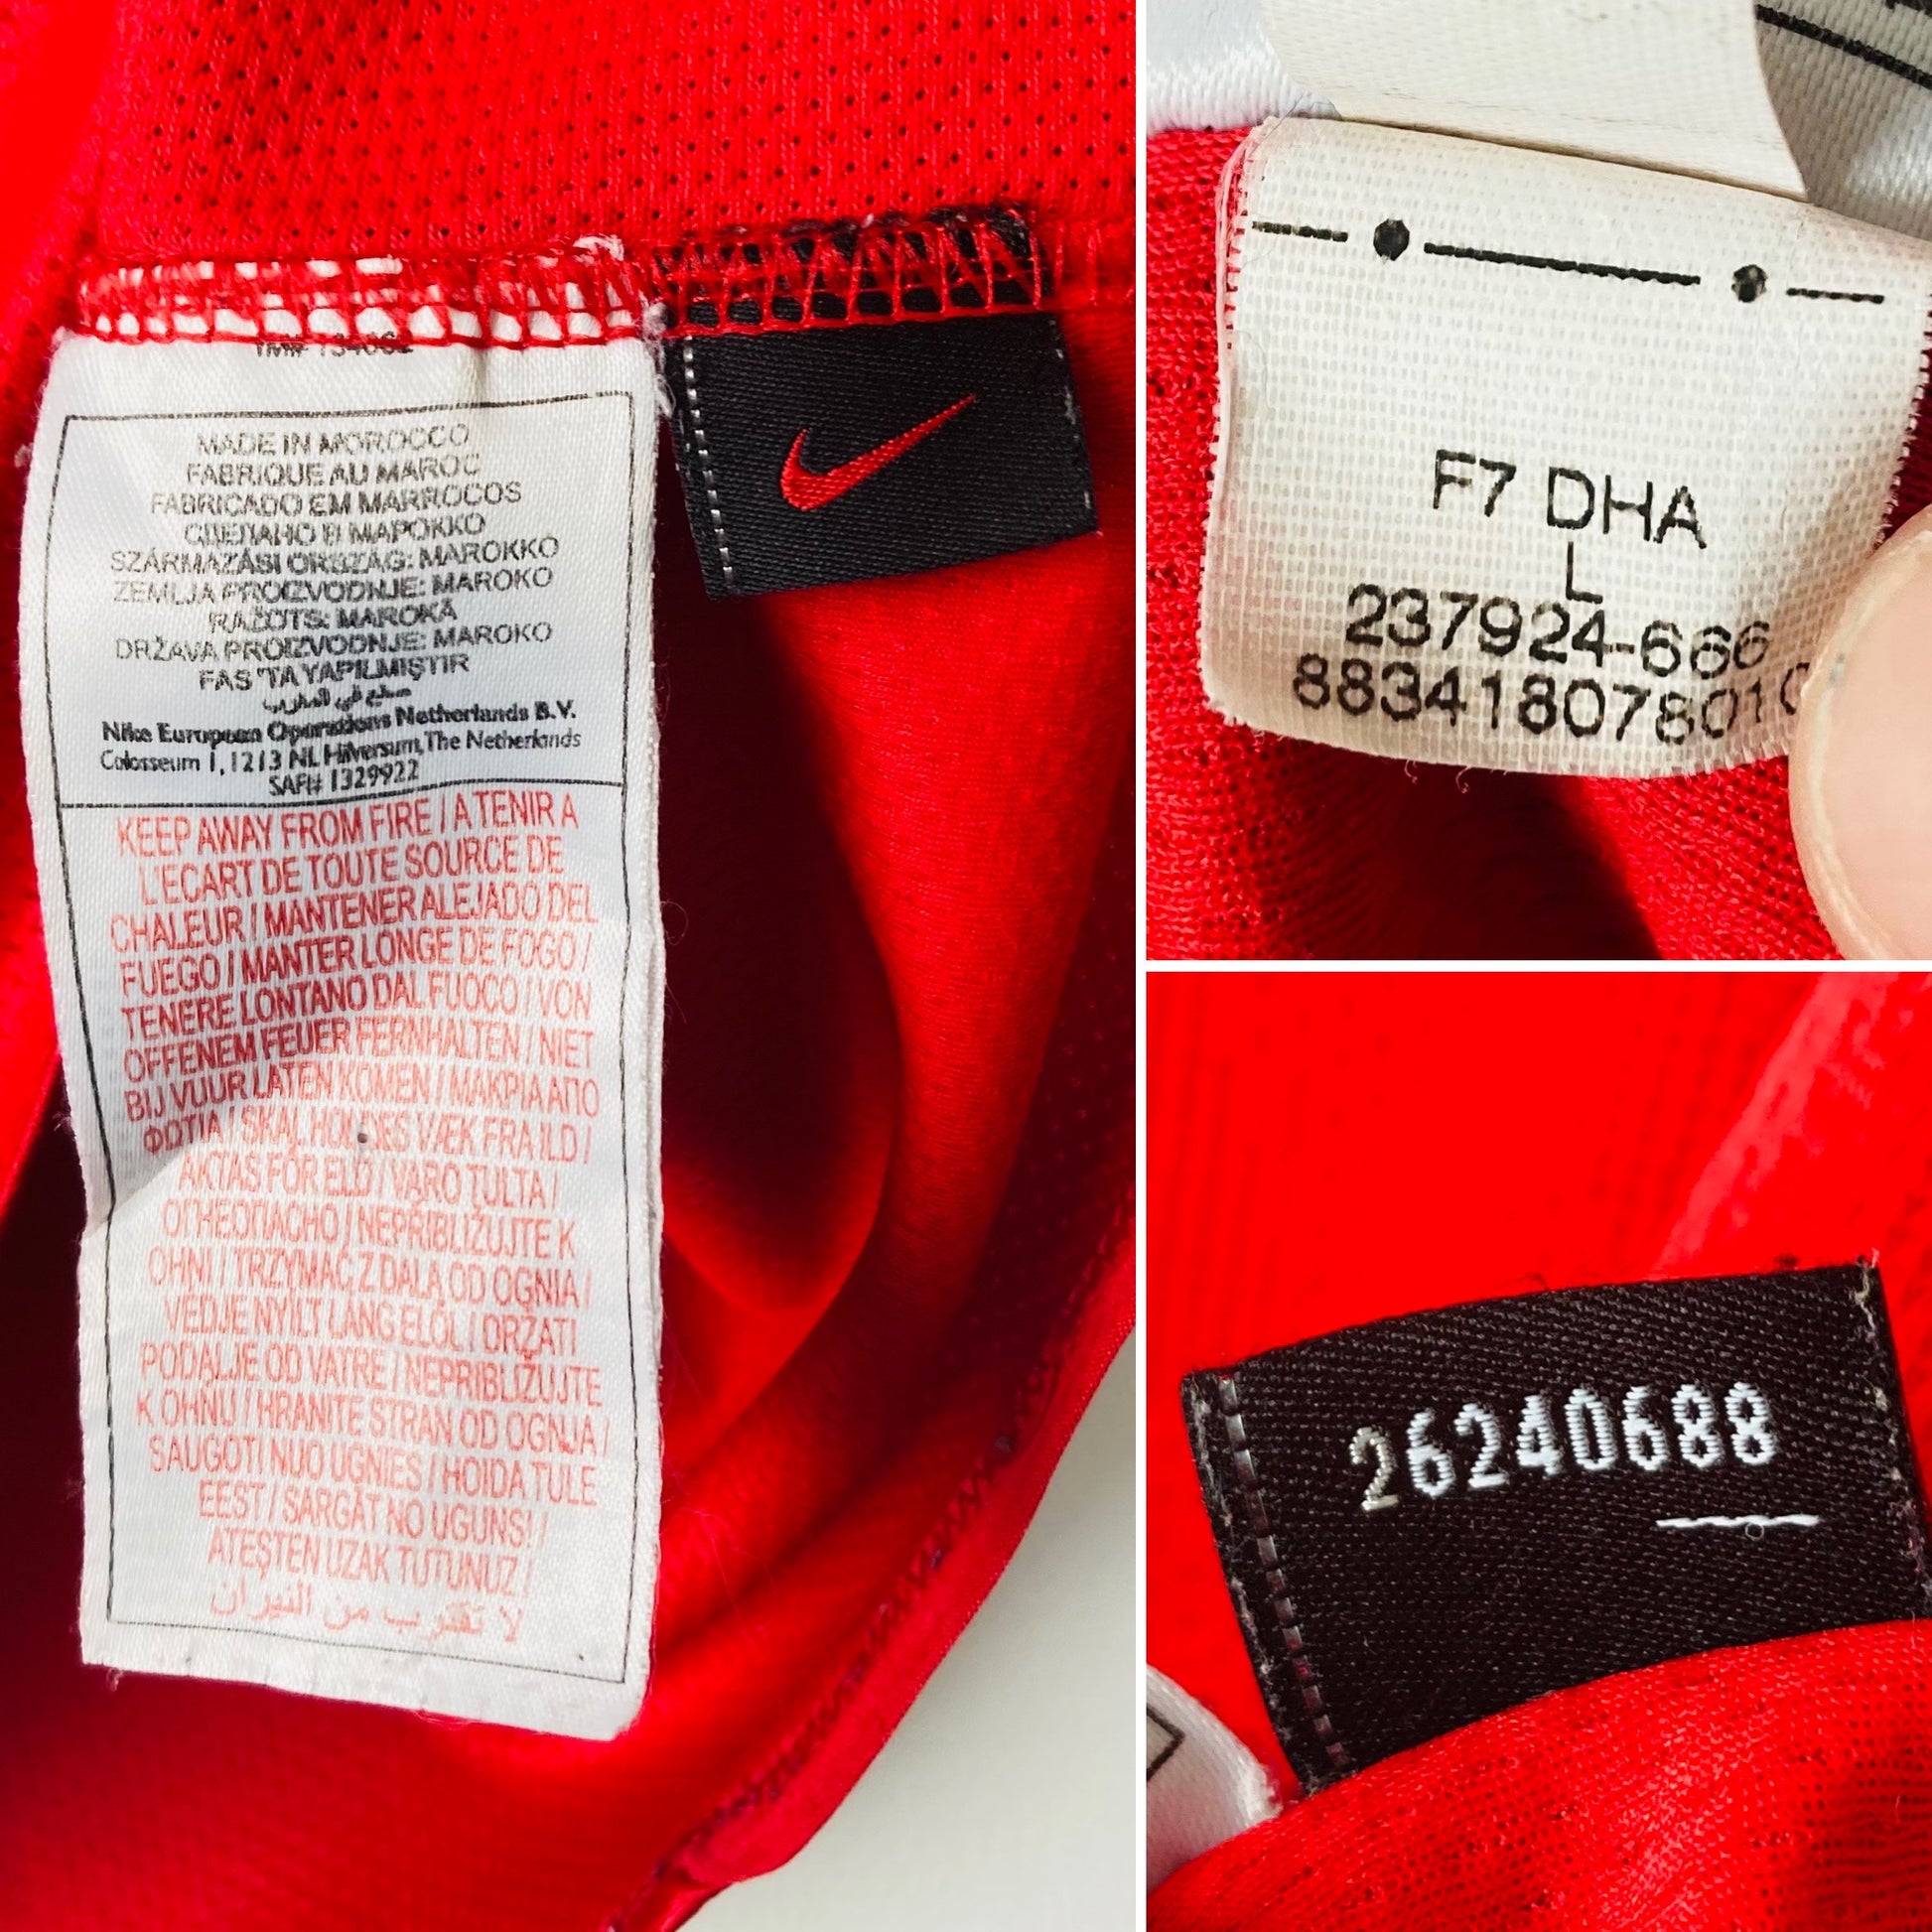 MADE IN MOROCCO
FABRIQUE AU MAROC
FABRICADO EM MARROCOS
СДЕЛАНО В МАРОККО
SZÁRMAZÁSI ORSZÁG: MAROKKO
ZEMLJA PROIZVODNJE: MAROKO
RAŽOTS: MAROKĀ
DRŽAVA PROIZVODNJE: MAROKO
FAS 'TA YAPILMIŞTIR
صنع في المغرب
Nike European Operations Netherlands B.V.
Colosseum 1, 1213 NL Hilversum, The Netherlands
SAFI# 1329922
KEEP AWAY FROM FIRE / A TENIR A
L'ECART DE TOUTE SOURCE DE
CHALEUR / MANTENER ALEJADO DEL
FUEGO / MANTER LONGE DE FOGO /
TENERE LONTANO DAL FUOCO / VON
OFFENEM FEUER FERNHALTEN / NIET
BIJ VUUR LATEN KOMEN / ΜΑΚΡΙΑ ΑΠΟ
ΦΩΤΙΑ / SKAL HOLDES VÆK FRA ILD /
AKTAS FÖR ELD / VARO TULTA /
ОГНЕОПАСНО / NEPRIBLIŽUJTE K
OHNI / TRZYMAĆ Z DALA OD OGNIA /
VÉDJE NYÍLT LÁNG ELŐL / DRŽATI
PODALJE OD VATRE / NEPRIBLIŽUJTE
K OHŇU / HRANITE STRAN OD OGNJA /
SAUGOTI NUO UGNIES / HOIDA TULE
EEST / SARGĀT NO UGUNS! /
ATEŞTEN UZAK TUTUNUZ /
لا تقترب من النيران
F7 DHA
L
237924-666
883418078010
26240688